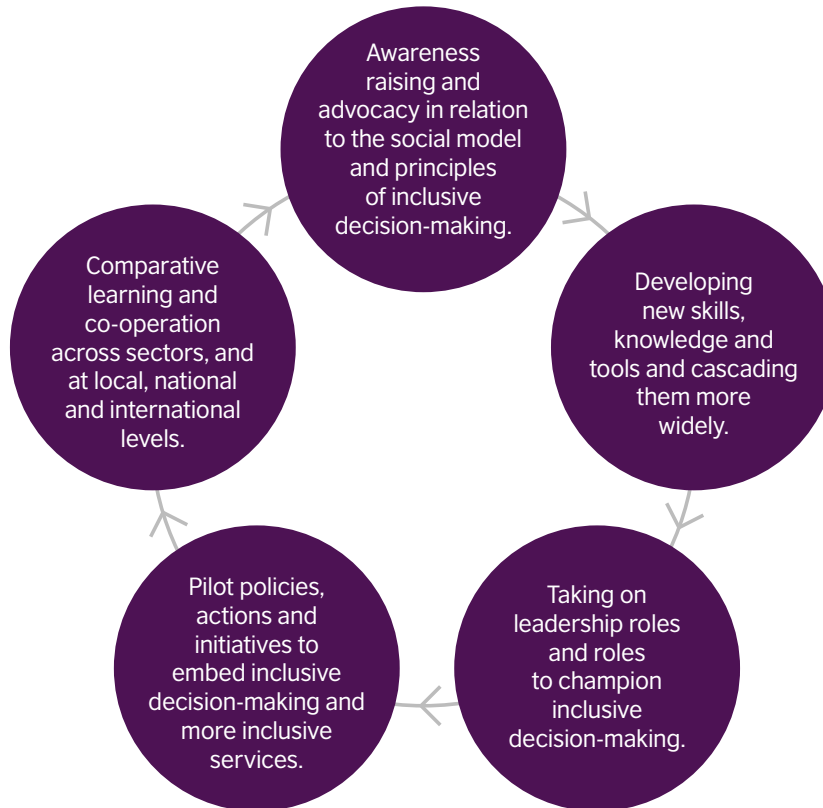 Awareness
raising and
advocacy in relation
to the social model
and principles
of inclusive
decision-making.
Developing
new skills,
knowledge and
tools and cascading
them more
widely.
Taking on
leadership roles
and roles
to champion
inclusive
decision-making.
Pilot policies,
actions and
initiatives to
embed inclusive
decision-making and
more inclusive
services.
Comparative
learning and
co-operation
across sectors, and
at local, national
and international
levels.